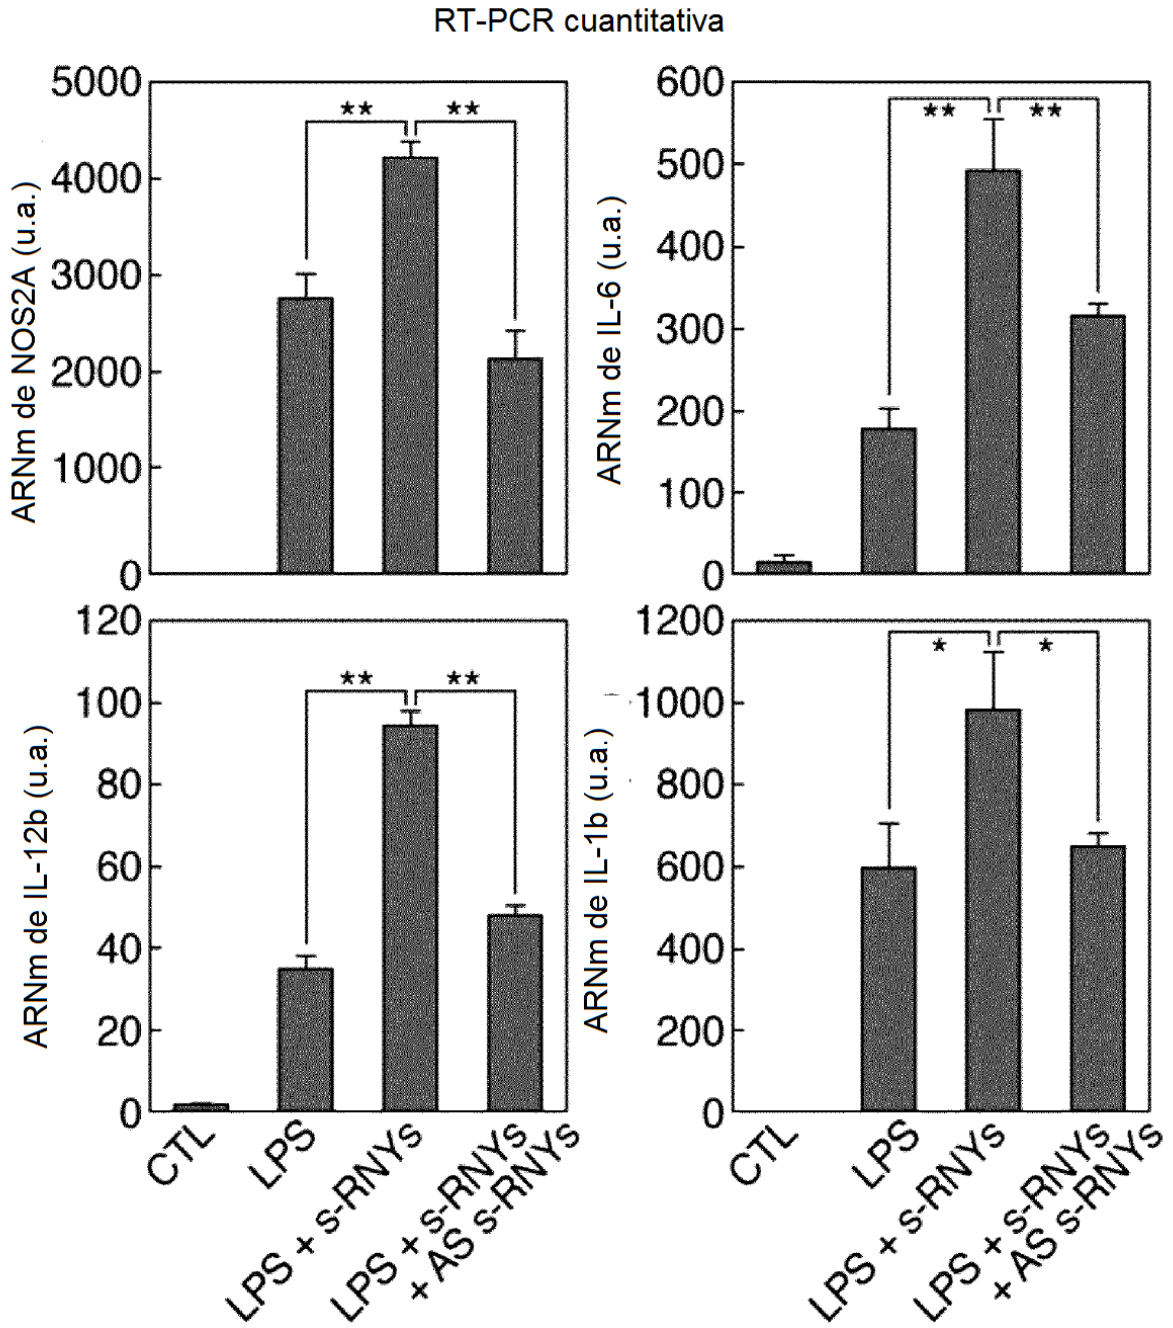 RT-PCR cuantitativa
ARNm de NOS2A (u.a.)
5000
4000
3000
2000
1000
0
** **
ARNm de IL-6 (u.a.)
600
500
400
300
200
100
0
** **
ARNm de IL-12b (u.a.)
120
100
80
60
40
20
0
** **
CTL
LPS
LPS + s-RNYs
LPS + s-RNYs
+ AS s-RNYs
ARNm de IL-1b (u.a.)
1200
1000
800
600
400
200
0
* *
CTL
LPS
LPS + s-RNYs
LPS + s-RNYs
+ AS s-RNYs